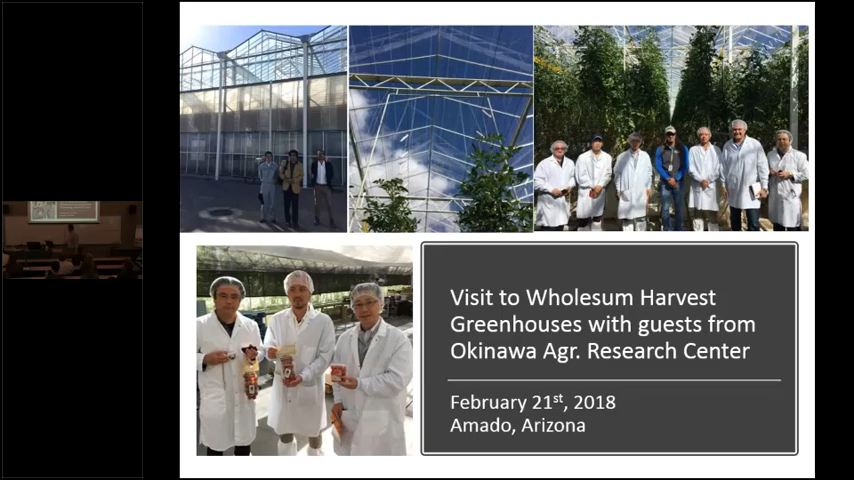 Visit to Wholesum Harvest
Greenhouses with guests from
Okinawa Agr. Research Center
February 21st, 2018
Amado, Arizona